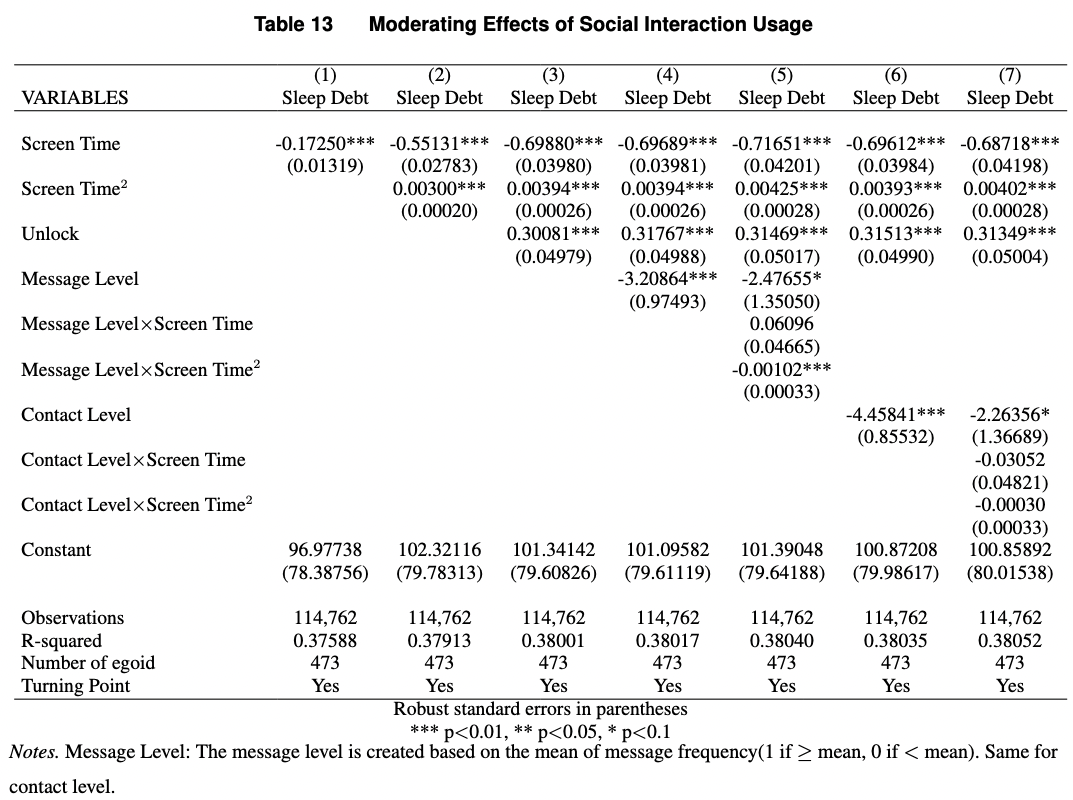 Table 13 Moderating Effects of Social Interaction Usage
(1) (2) (3) (4) (5) (6) (7)
VARIABLES Sleep Debt Sleep Debt Sleep Debt Sleep Debt Sleep Debt Sleep Debt Sleep Debt
Screen Time -0.17250*** -0.55131*** -0.69880*** -0.69689*** -0.71651*** -0.69612*** -0.68718***
(0.01319) (0.02783) (0.03980) (0.03981) (0.04201) (0.03984) (0.04198)
Screen Time² 0.00300*** 0.00394*** 0.00394*** 0.00425*** 0.00393*** 0.00402***
(0.00020) (0.00026) (0.00026) (0.00028) (0.00026) (0.00028)
Unlock 0.30081*** 0.31767*** 0.31469*** 0.31513*** 0.31349***
(0.04979) (0.04988) (0.05017) (0.04990) (0.05004)
Message Level -3.20864*** -2.47655*
(0.97493) (1.35050)
Message Level×Screen Time 0.06096
(0.04665)
Message Level×Screen Time² -0.00102***
(0.00033)
Contact Level -4.45841*** -2.26356*
(0.85532) (1.36689)
Contact Level×Screen Time -0.03052
(0.04821)
Contact Level×Screen Time² -0.00030
(0.00033)
Constant 96.97738 102.32116 101.34142 101.09582 101.39048 100.87208 100.85892
(78.38756) (79.78313) (79.60826) (79.61119) (79.64188) (79.98617) (80.01538)
Observations 114,762 114,762 114,762 114,762 114,762 114,762 114,762
R-squared 0.37588 0.37913 0.38001 0.38017 0.38040 0.38035 0.38052
Number of egoid 473 473 473 473 473 473 473
Turning Point Yes Yes Yes Yes Yes Yes Yes
Robust standard errors in parentheses
*** p<0.01, ** p<0.05, * p<0.1
Notes. Message Level: The message level is created based on the mean of message frequency(1 if ≥ mean, 0 if < mean). Same for
contact level.